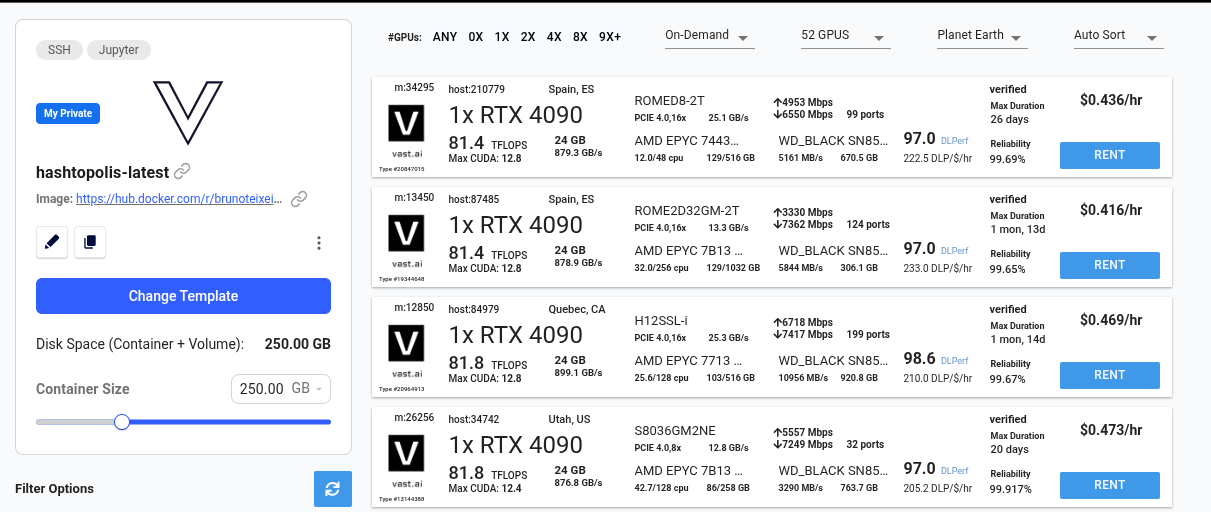 SSH Jupyter
My Private
hashtopolis-latest
Image: https://hub.docker.com/r/brunoteixei...
Change Template
Disk Space (Container + Volume): 250.00 GB
Container Size 250.00 GB
Filter Options
#GPUs: ANY 0X 1X 2X 4X 8X 9X+ On-Demand 52 GPUS Planet Earth Auto Sort
m:34295 host:210779 Spain, ES
V
vast.ai
Type #20847015
1x RTX 4090
81.4 TFLOPS 24 GB
Max CUDA: 12.8 879.3 GB/s
ROMED8-2T
PCIE 4.0,16x 25.1 GB/s
AMD EPYC 7443...
12.0/48 cpu 129/516 GB
↑4953 Mbps
↓6550 Mbps 99 ports
WD_BLACK SN85...
5161 MB/s 670.5 GB
97.0 DLPerf
222.5 DLP/$/hr
verified
Max Duration
26 days
Reliability
99.69%
$0.436/hr
RENT
m:13450 host:87485 Spain, ES
V
vast.ai
Type #19344648
1x RTX 4090
81.4 TFLOPS 24 GB
Max CUDA: 12.8 878.9 GB/s
ROME2D32GM-2T
PCIE 4.0,16x 13.3 GB/s
AMD EPYC 7B13 ...
32.0/256 cpu 129/1032 GB
↑3330 Mbps
↓7362 Mbps 124 ports
WD_BLACK SN85...
5844 MB/s 306.1 GB
97.0 DLPerf
233.0 DLP/$/hr
verified
Max Duration
1 mon, 13d
Reliability
99.65%
$0.416/hr
RENT
m:12850 host:84979 Quebec, CA
V
vast.ai
Type #20964913
1x RTX 4090
81.8 TFLOPS 24 GB
Max CUDA: 12.8 899.1 GB/s
H12SSL-i
PCIE 4.0,16x 25.3 GB/s
AMD EPYC 7713 ...
25.6/128 cpu 103/516 GB
↑6718 Mbps
↓7417 Mbps 199 ports
WD_BLACK SN85...
10956 MB/s 920.8 GB
98.6 DLPerf
210.0 DLP/$/hr
verified
Max Duration
1 mon, 14d
Reliability
99.67%
$0.469/hr
RENT
m:26256 host:34742 Utah, US
V
vast.ai
Type #13144388
1x RTX 4090
81.8 TFLOPS 24 GB
Max CUDA: 12.4 876.8 GB/s
S8036GM2NE
PCIE 4.0,8x 12.8 GB/s
AMD EPYC 7B13 ...
42.7/128 cpu 86/258 GB
↑5557 Mbps
↓7249 Mbps 32 ports
WD_BLACK SN85...
3290 MB/s 763.7 GB
97.0 DLPerf
205.2 DLP/$/hr
verified
Max Duration
20 days
Reliability
99.917%
$0.473/hr
RENT